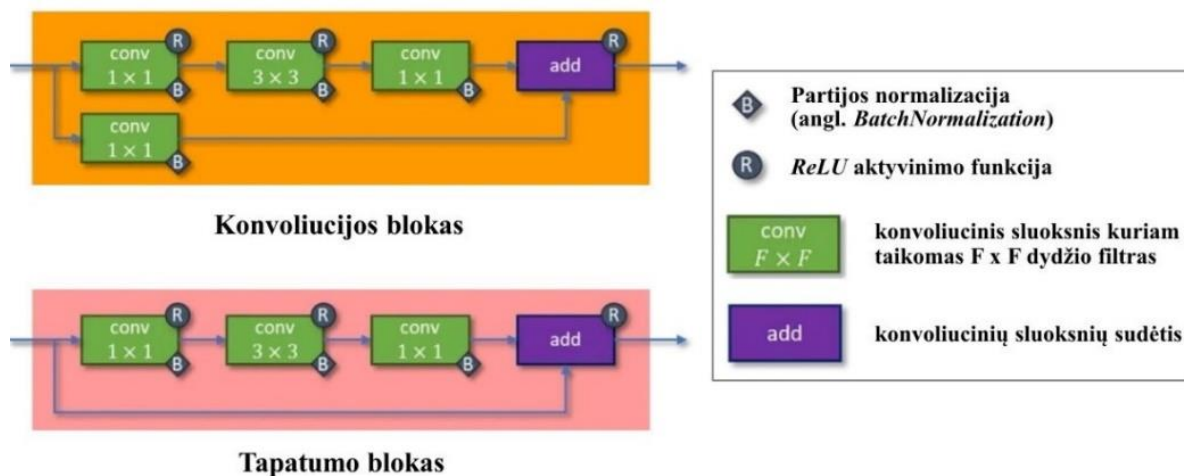 R
R
R
conv
1 × 1
conv
3 × 3
conv
1 × 1
add
B
B
B
conv
1 × 1
B
Konvoliucijos blokas
R
R
R
conv
1 × 1
conv
3 × 3
conv
1 × 1
add
B
B
B
Tapatumo blokas
B
Partijos normalizacija
(angl. BatchNormalization)
R
ReLU aktyvinimo funkcija
conv
F × F
konvoliucinis sluoksnis kuriam
taikomas F x F dydžio filtras
add
konvoliucinių sluoksnių sudėtis